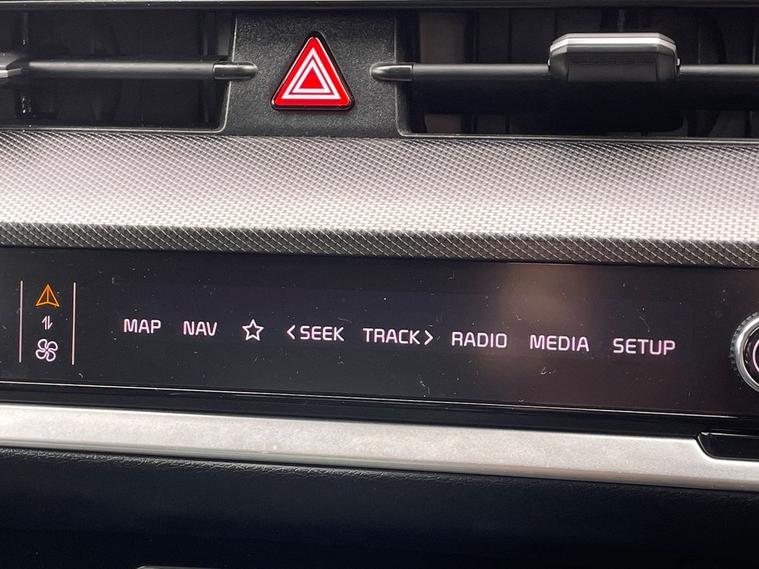 MAP NAV ☆ <SEEK TRACK> RADIO MEDIA SETUP